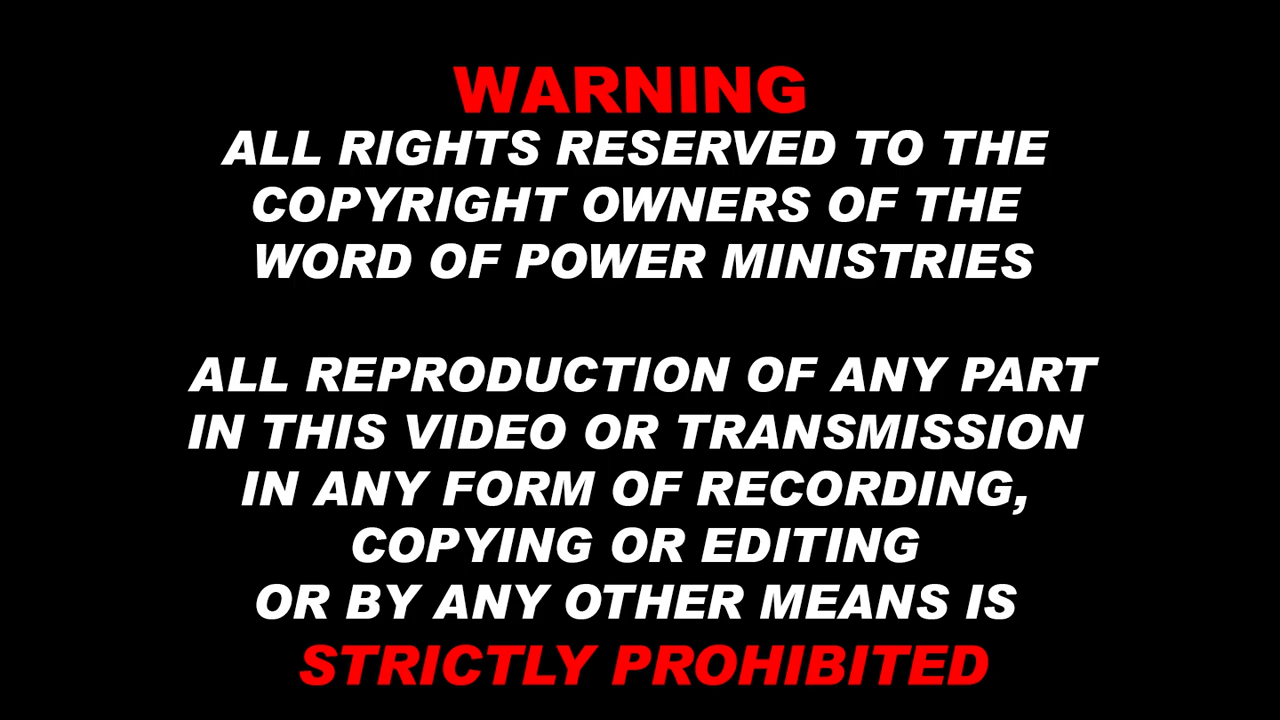 WARNING
ALL RIGHTS RESERVED TO THE
COPYRIGHT OWNERS OF THE
WORD OF POWER MINISTRIES
ALL REPRODUCTION OF ANY PART
IN THIS VIDEO OR TRANSMISSION
IN ANY FORM OF RECORDING,
COPYING OR EDITING
OR BY ANY OTHER MEANS IS
STRICTLY PROHIBITED